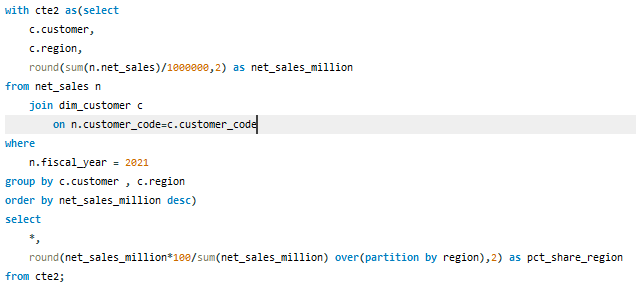 with cte2 as(select
c.customer,
c.region,
round(sum(n.net_sales)/1000000,2) as net_sales_million
from net_sales n
join dim_customer c
on n.customer_code=c.customer_code
where
n.fiscal_year = 2021
group by c.customer , c.region
order by net_sales_million desc)
select
*,
round(net_sales_million*100/sum(net_sales_million) over(partition by region),2) as pct_share_region
from cte2;